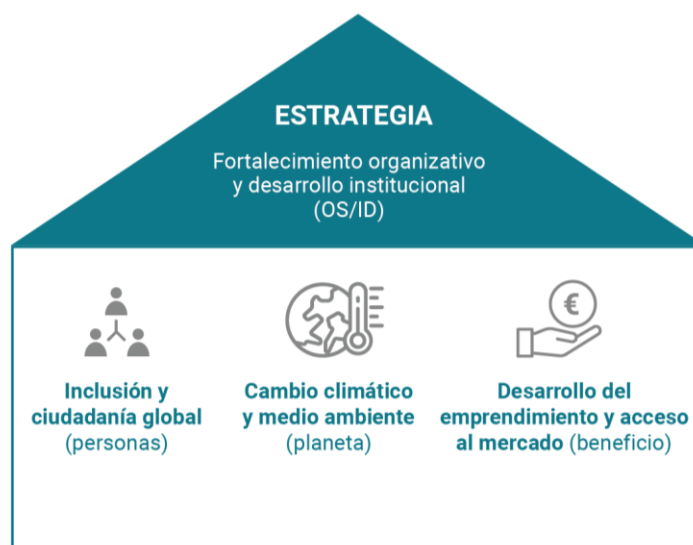 ESTRATEGIA
Fortalecimiento organizativo
y desarrollo institucional
(OS/ID)
Inclusión y
ciudadanía global
(personas)
Cambio climático
y medio ambiente
(planeta)
€
Desarrollo del
emprendimiento y acceso
al mercado (beneficio)